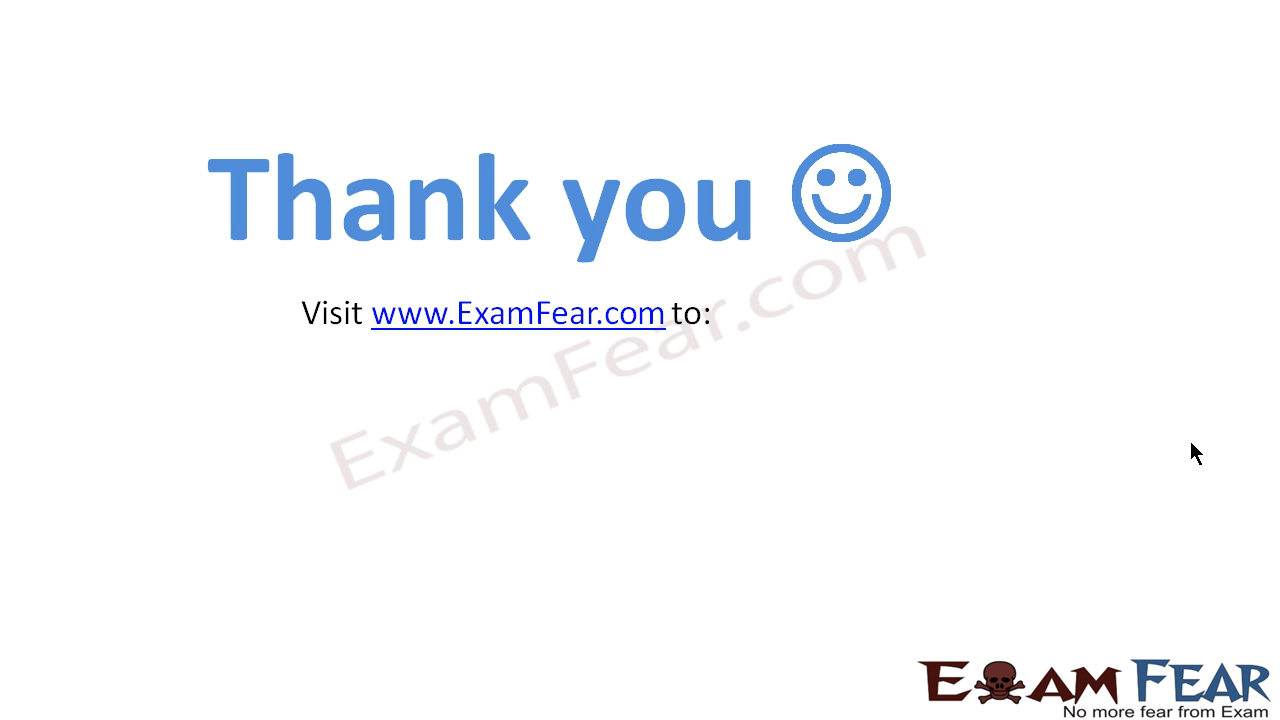 Thank you ☺
Visit www.ExamFear.com to:
ExamFear.com
EXAM FEAR
No more fear from Exam